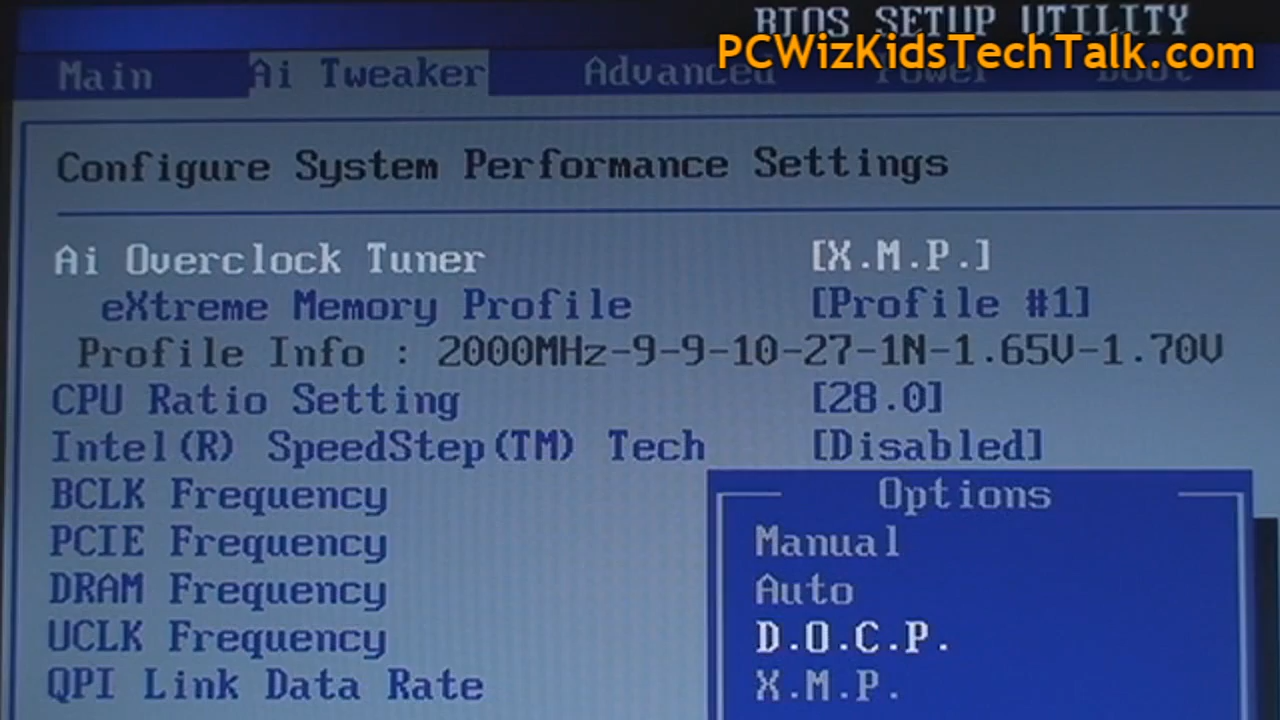 BIOS SETUP UTILITY
PCWizKidsTechTalk.com
Main Ai Tweaker Advanced Power Boot
Configure System Performance Settings
Ai Overclock Tuner [X.M.P.]
eXtreme Memory Profile [Profile #1]
Profile Info : 2000MHz-9-9-10-27-1N-1.65V-1.70V
CPU Ratio Setting [28.0]
Intel(R) SpeedStep(TM) Tech [Disabled]
BCLK Frequency
Options
PCIE Frequency
Manual
DRAM Frequency
Auto
UCLK Frequency
D.O.C.P.
QPI Link Data Rate
X.M.P.